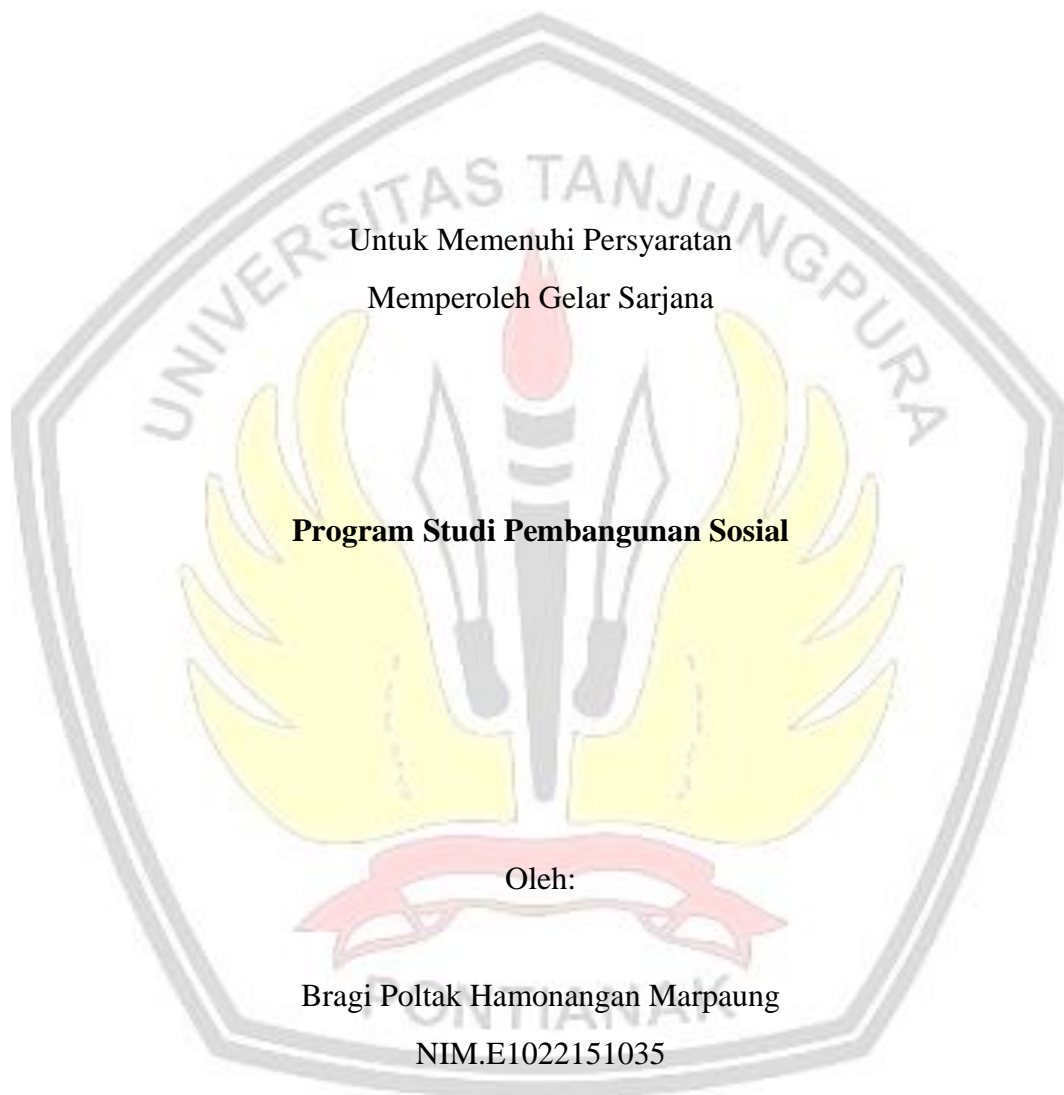 UNIVERSITAS TANJUNGPURA
Untuk Memenuhi Persyaratan
Memperoleh Gelar Sarjana
Program Studi Pembangunan Sosial
Oleh:
Bragi Poltak Hamonangan Marpaung
PONTIANAK
NIM.E1022151035